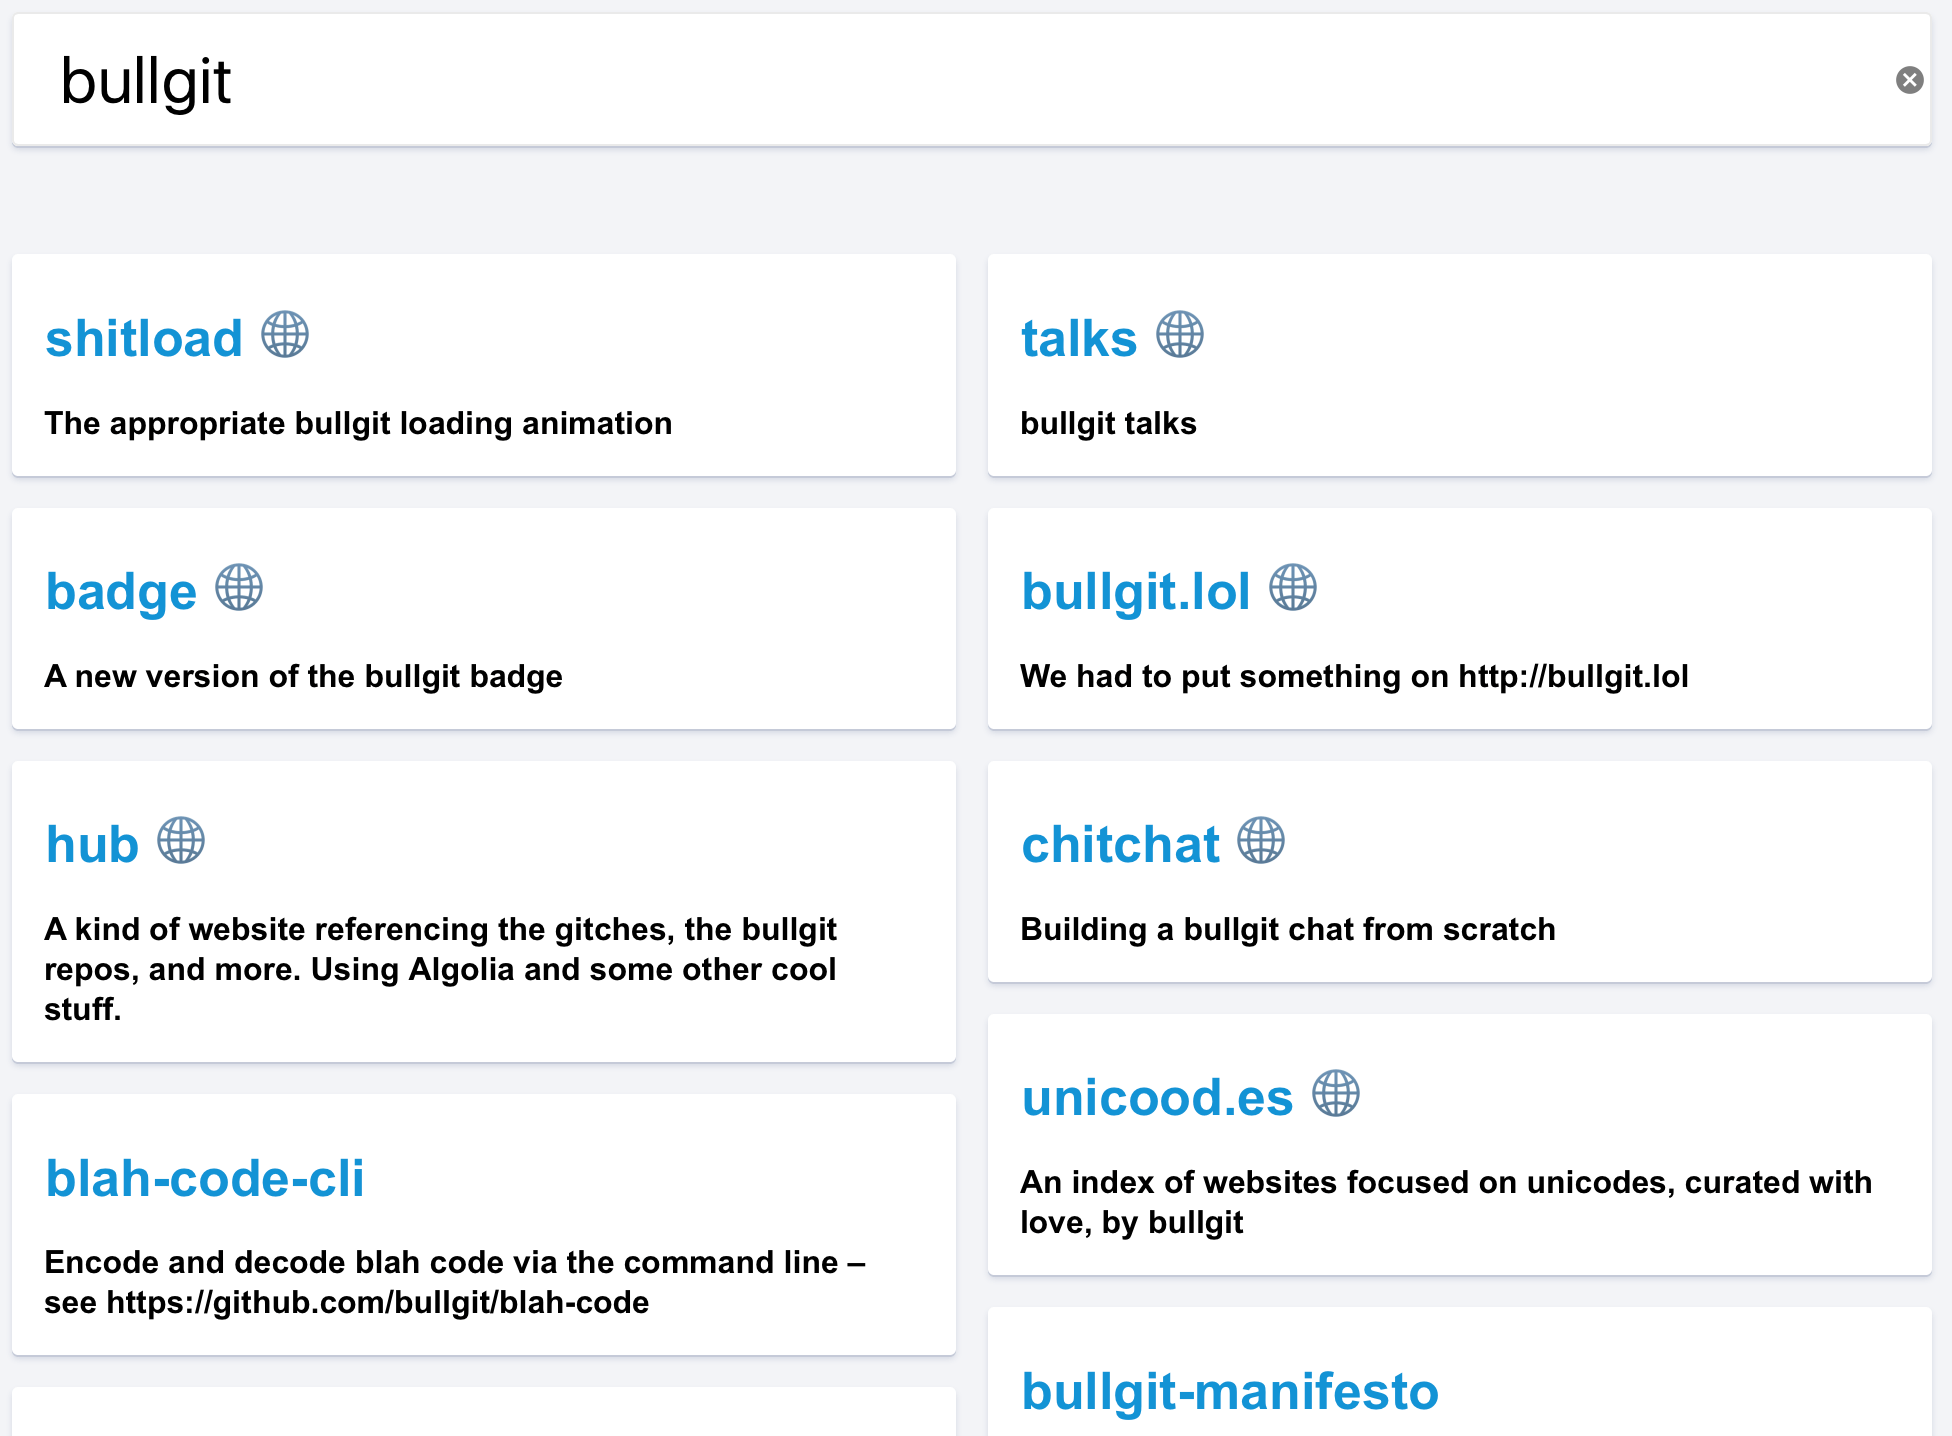 bullgit
shitload
The appropriate bullgit loading animation
talks
bullgit talks
badge
A new version of the bullgit badge
bullgit.lol
We had to put something on http://bullgit.lol
hub
A kind of website referencing the gitches, the bullgit
repos, and more. Using Algolia and some other cool
stuff.
chitchat
Building a bullgit chat from scratch
blah-code-cli
Encode and decode blah code via the command line –
see https://github.com/bullgit/blah-code
unicood.es
An index of websites focused on unicodes, curated with
love, by bullgit
bullgit-manifesto